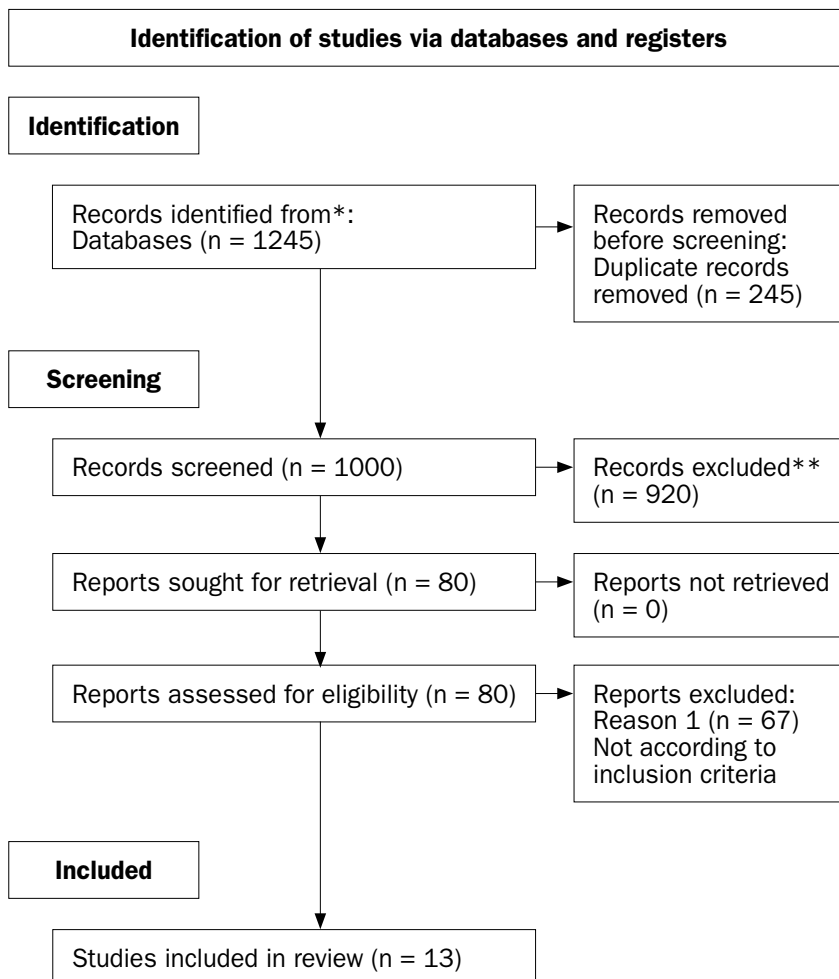 Identification of studies via databases and registers
Identification
Records identified from*:
Databases (n = 1245)
Records removed
before screening:
Duplicate records
removed (n = 245)
Screening
Records screened (n = 1000)
Records excluded**
(n = 920)
Reports sought for retrieval (n = 80)
Reports not retrieved
(n = 0)
Reports assessed for eligibility (n = 80)
Reports excluded:
Reason 1 (n = 67)
Not according to
inclusion criteria
Included
Studies included in review (n = 13)